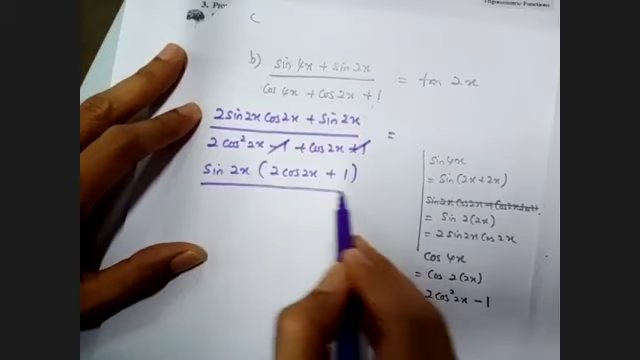 Trigonometric Functions
3. Pro
C
b) sin 4x + sin 2x
cos 4x + cos 2x + 1
= tan 2x
2 sin 2x cos 2x + sin 2x
2 cos² 2x - 1 + cos 2x + 1
=
sin 2x ( 2 cos 2x + 1 )
sin 4x
= sin (2x + 2x)
= sin 2(2x)
= 2 sin 2x cos 2x
cos 4x
= cos 2(2x)
2 cos² 2x - 1